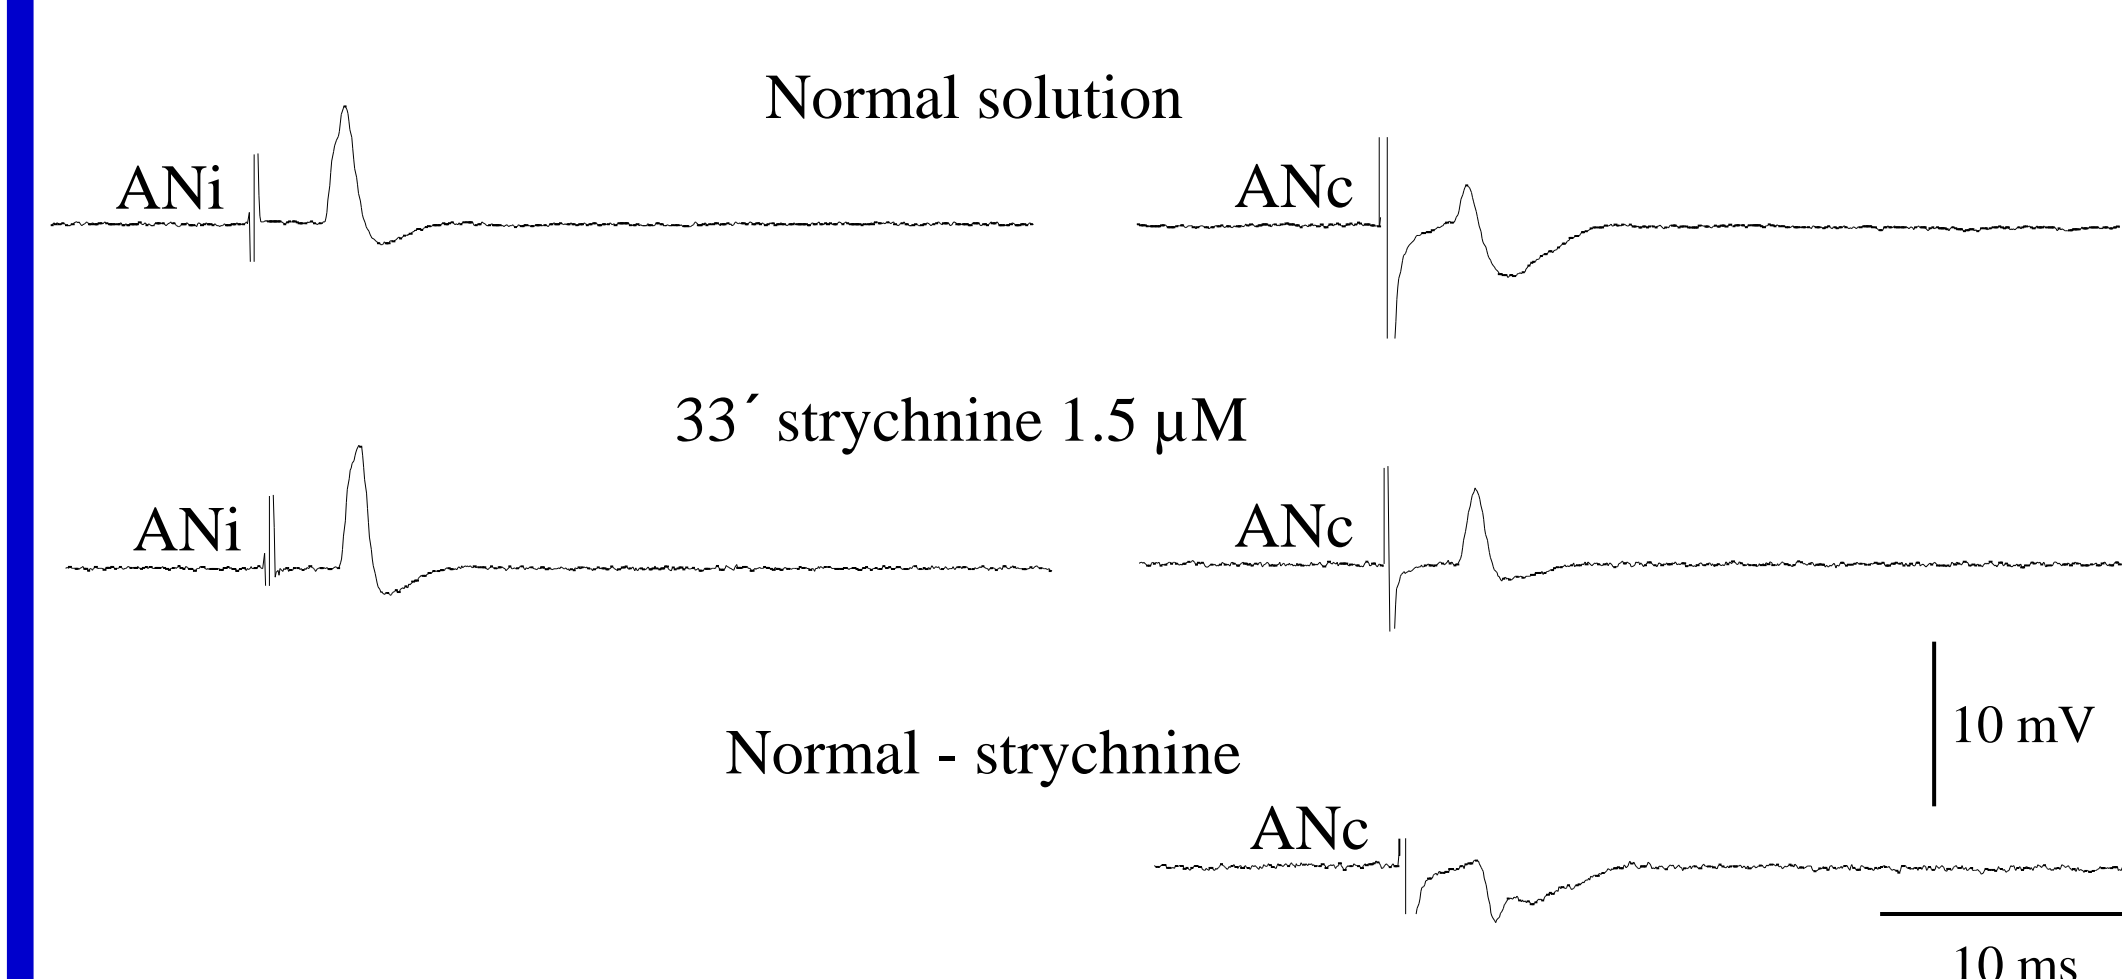 Normal solution
ANi
ANc
33´ strychnine 1.5 µM
ANi
ANc
10 mV
Normal - strychnine
ANc
10 ms